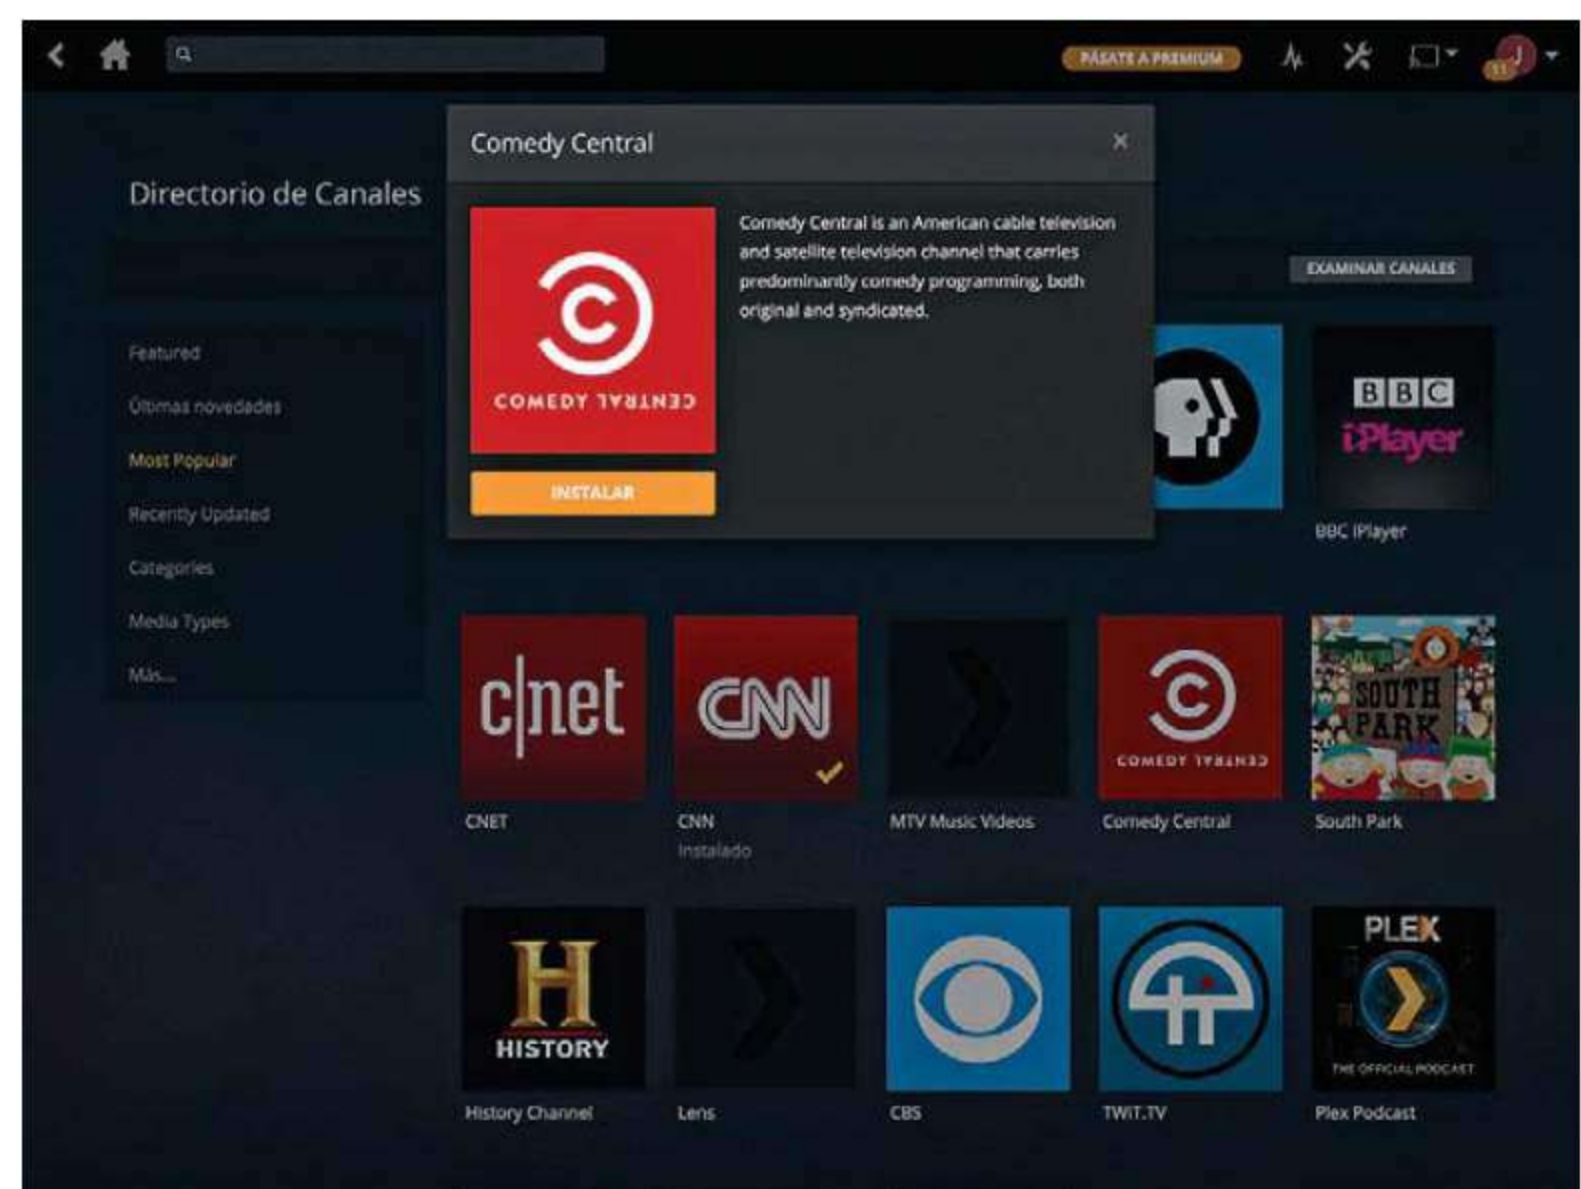 PÁSATE A PREMIUM
J
11
Comedy Central
Directorio de Canales
Comedy Central is an American cable television
and satellite television channel that carries
predominantly comedy programming, both
original and syndicated.
COMEDY CENTRAL
INSTALAR
EXAMINAR CANALES
Featured
Últimas novedades
Most Popular
Recently Updated
Categories
Media Types
Más...
BBC
iPlayer
BBC iPlayer
c|net
CNN
COMEDY CENTRAL
SOUTH
PARK
CNET
CNN
MTV Music Videos
Comedy Central
South Park
Instalado
H
HISTORY
PLEX
THE OFFICIAL PODCAST
History Channel
Lens
CBS
TWiT.TV
Plex Podcast